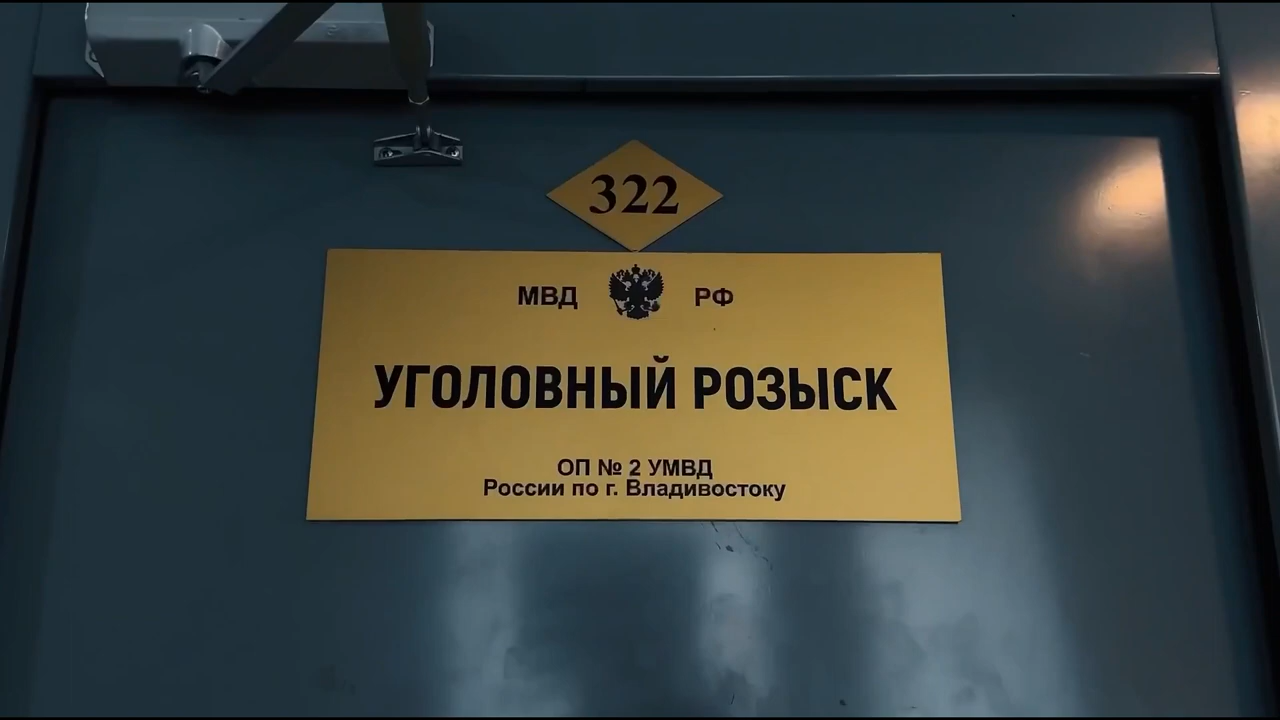 322
МВД РФ
УГОЛОВНЫЙ РОЗЫСК
ОП № 2 УМВД
России по г. Владивостоку